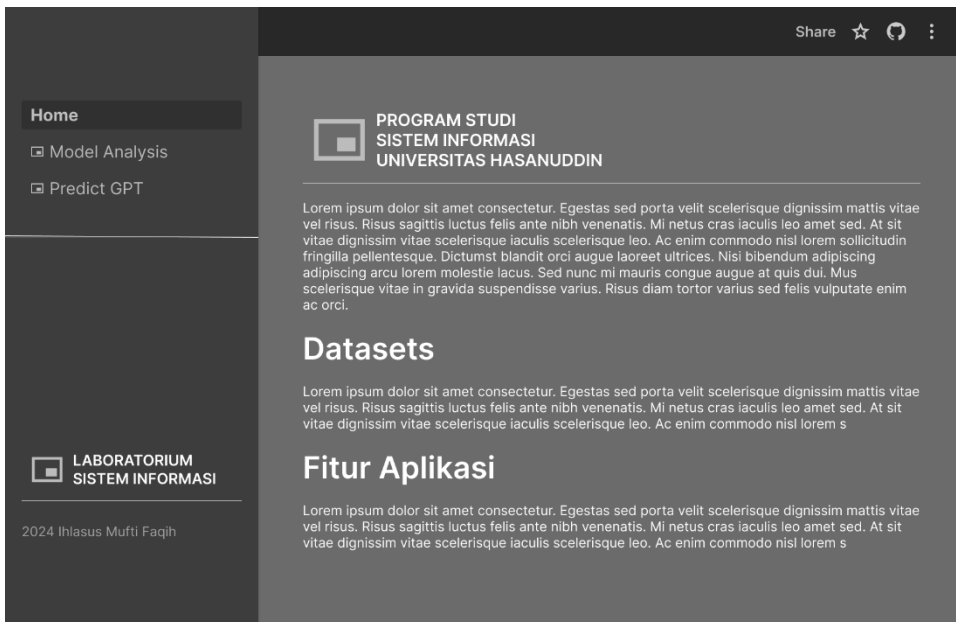 Share
Home
Model Analysis
Predict GPT
LABORATORIUM
SISTEM INFORMASI
2024 Ihlasus Mufti Faqih
PROGRAM STUDI
SISTEM INFORMASI
UNIVERSITAS HASANUDDIN
Lorem ipsum dolor sit amet consectetur. Egestas sed porta velit scelerisque dignissim mattis vitae
vel risus. Risus sagittis luctus felis ante nibh venenatis. Mi netus cras iaculis leo amet sed. At sit
vitae dignissim vitae scelerisque iaculis scelerisque leo. Ac enim commodo nisl lorem sollicitudin
fringilla pellentesque. Dictumst blandit orci augue laoreet ultrices. Nisi bibendum adipiscing
adipiscing arcu lorem molestie lacus. Sed nunc mi mauris congue augue at quis dui. Mus
scelerisque vitae in gravida suspendisse varius. Risus diam tortor varius sed felis vulputate enim
ac orci.
Datasets
Lorem ipsum dolor sit amet consectetur. Egestas sed porta velit scelerisque dignissim mattis vitae
vel risus. Risus sagittis luctus felis ante nibh venenatis. Mi netus cras iaculis leo amet sed. At sit
vitae dignissim vitae scelerisque iaculis scelerisque leo. Ac enim commodo nisl lorem s
Fitur Aplikasi
Lorem ipsum dolor sit amet consectetur. Egestas sed porta velit scelerisque dignissim mattis vitae
vel risus. Risus sagittis luctus felis ante nibh venenatis. Mi netus cras iaculis leo amet sed. At sit
vitae dignissim vitae scelerisque iaculis scelerisque leo. Ac enim commodo nisl lorem s